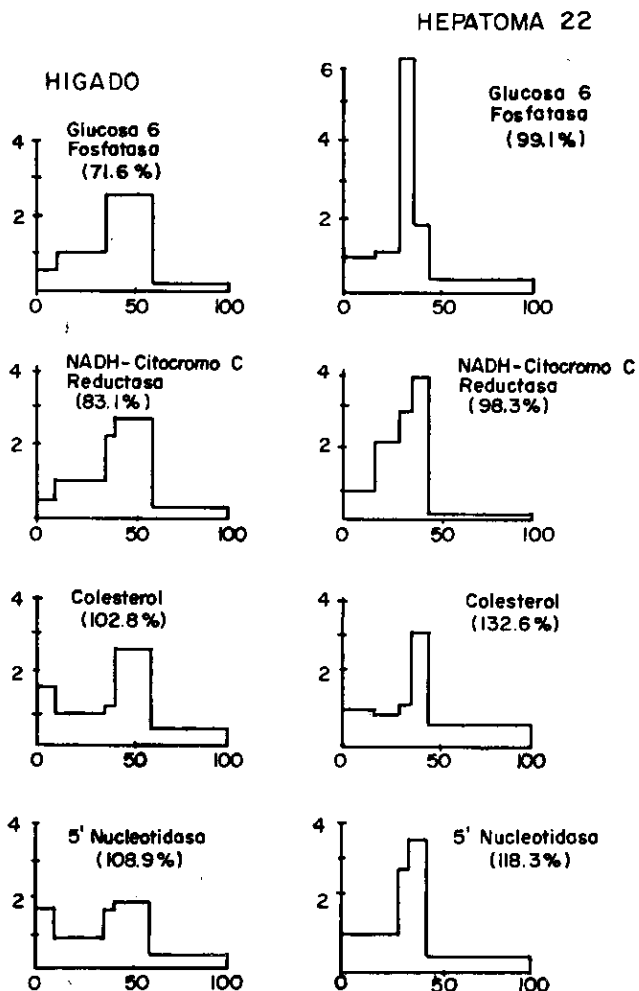 HEPATOMA 22
HIGADO
Glucosa 6
Fosfatasa
(71.6%)
4
2
0 50 100
Glucosa 6
Fosfatasa
(99.1%)
6
4
2
0 50 100
NADH-Citocromo C
Reductasa
(83.1%)
4
2
0 50 100
NADH-Citocromo C
Reductasa
(98.3%)
4
2
0 50 100
Colesterol
(102.8%)
4
2
0 50 100
Colesterol
(132.6%)
4
2
0 50 100
5' Nucleotidasa
(108.9%)
4
2
0 50 100
5' Nucleotidasa
(118.3%)
4
2
0 50 100